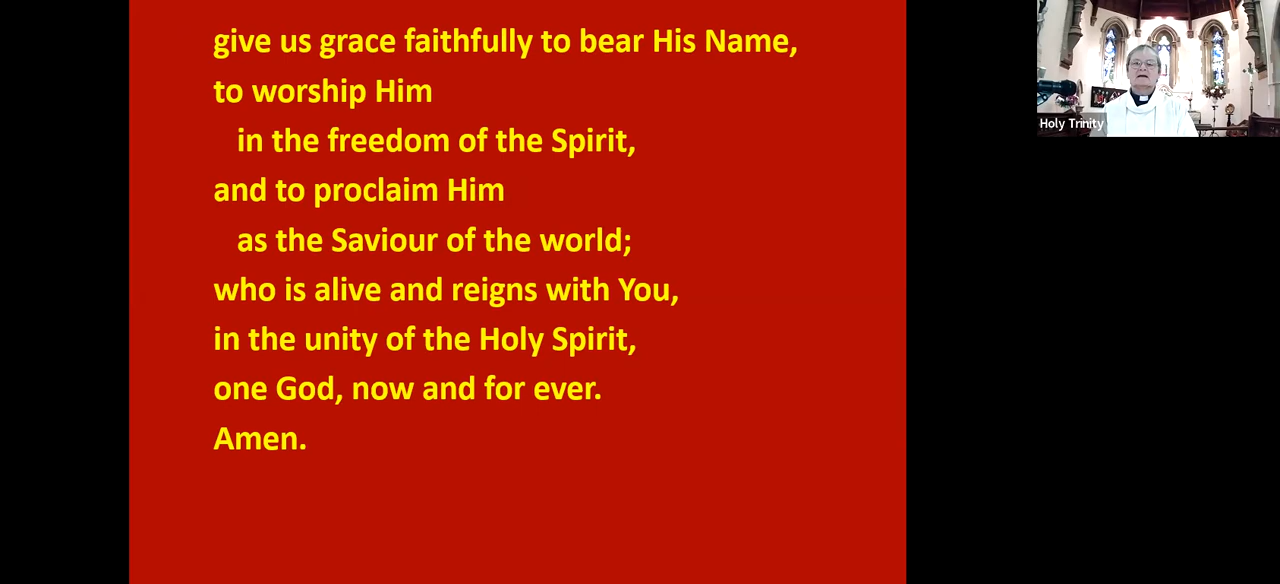 give us grace faithfully to bear His Name,
to worship Him
in the freedom of the Spirit,
and to proclaim Him
as the Saviour of the world;
who is alive and reigns with You,
in the unity of the Holy Spirit,
one God, now and for ever.
Amen.
Holy Trinity